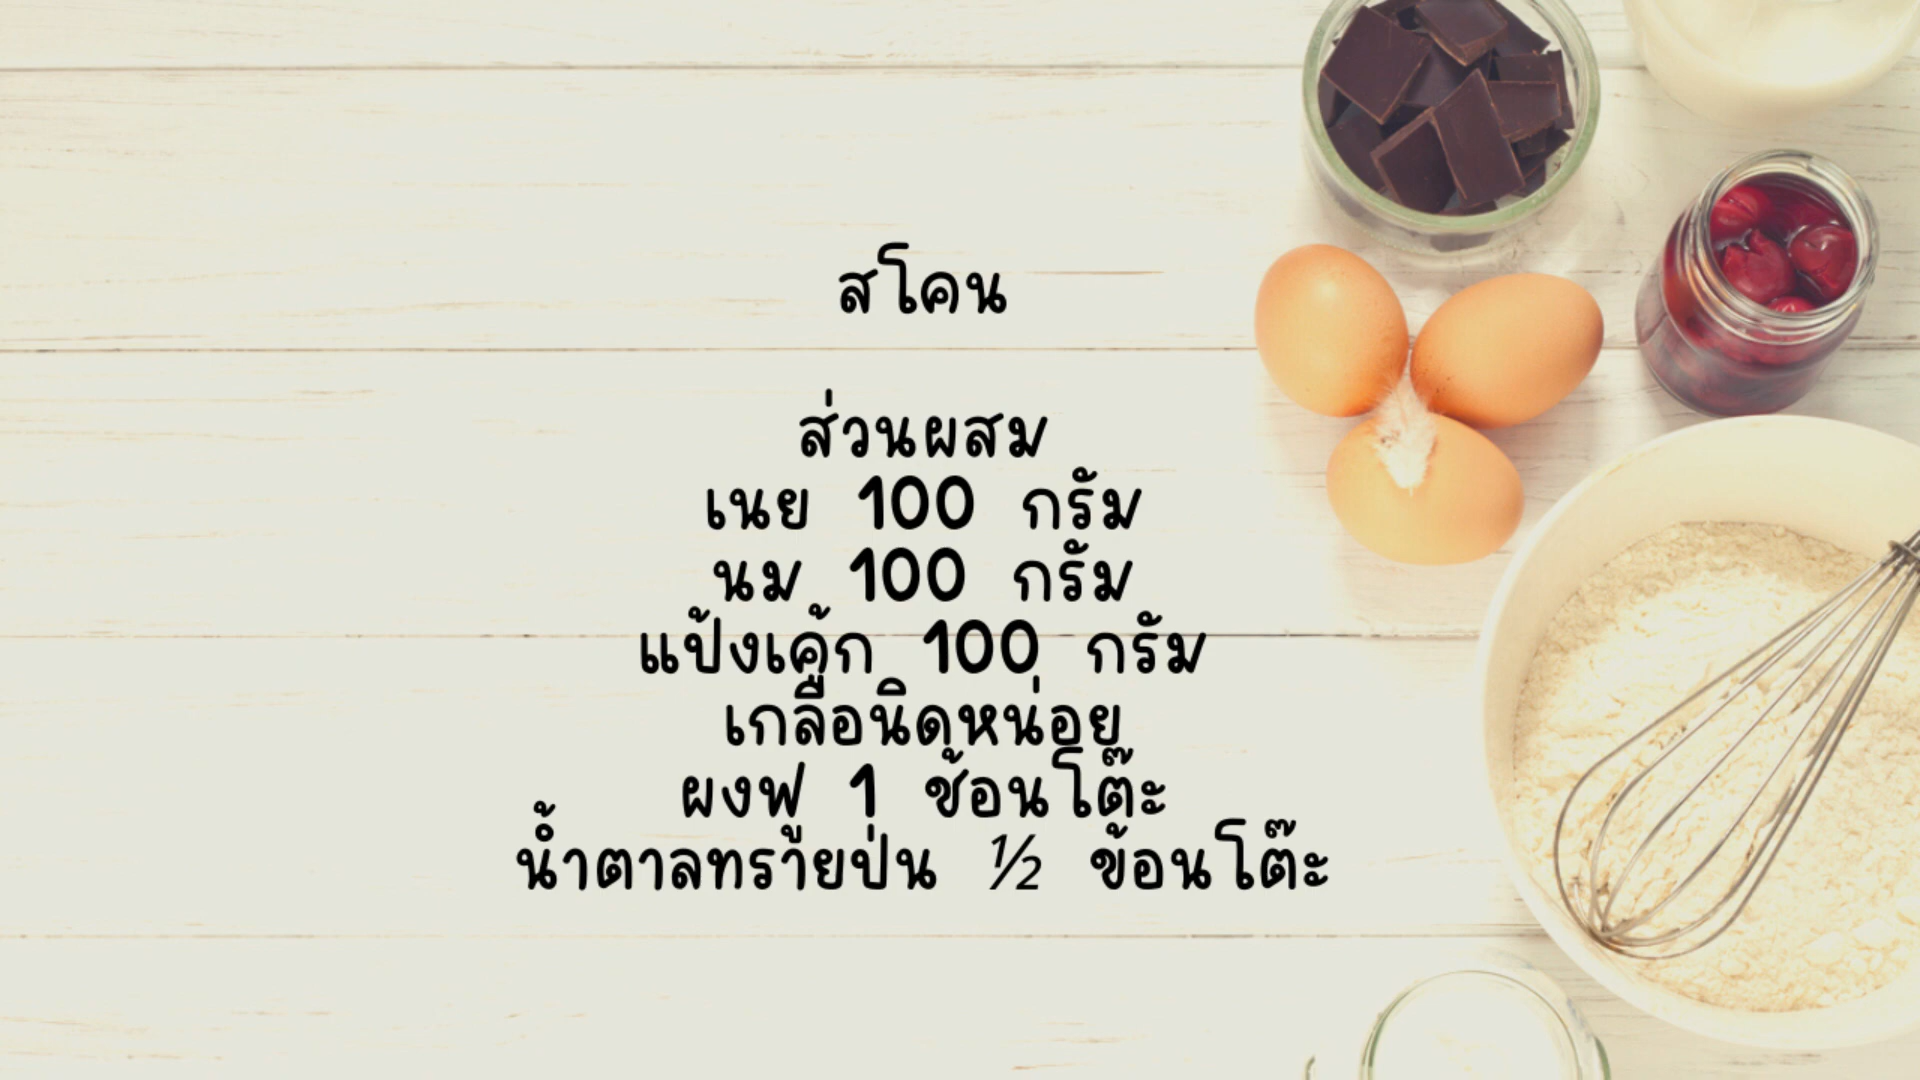 สโคน
ส่วนผสม
เนย 100 กรัม
นม 100 กรัม
แป้งเค้ก 100 กรัม
เกลือนิดหน่อย
ผงฟู 1 ช้อนโต๊ะ
น้ำตาลทรายป่น ½ ข้อนโต๊ะ